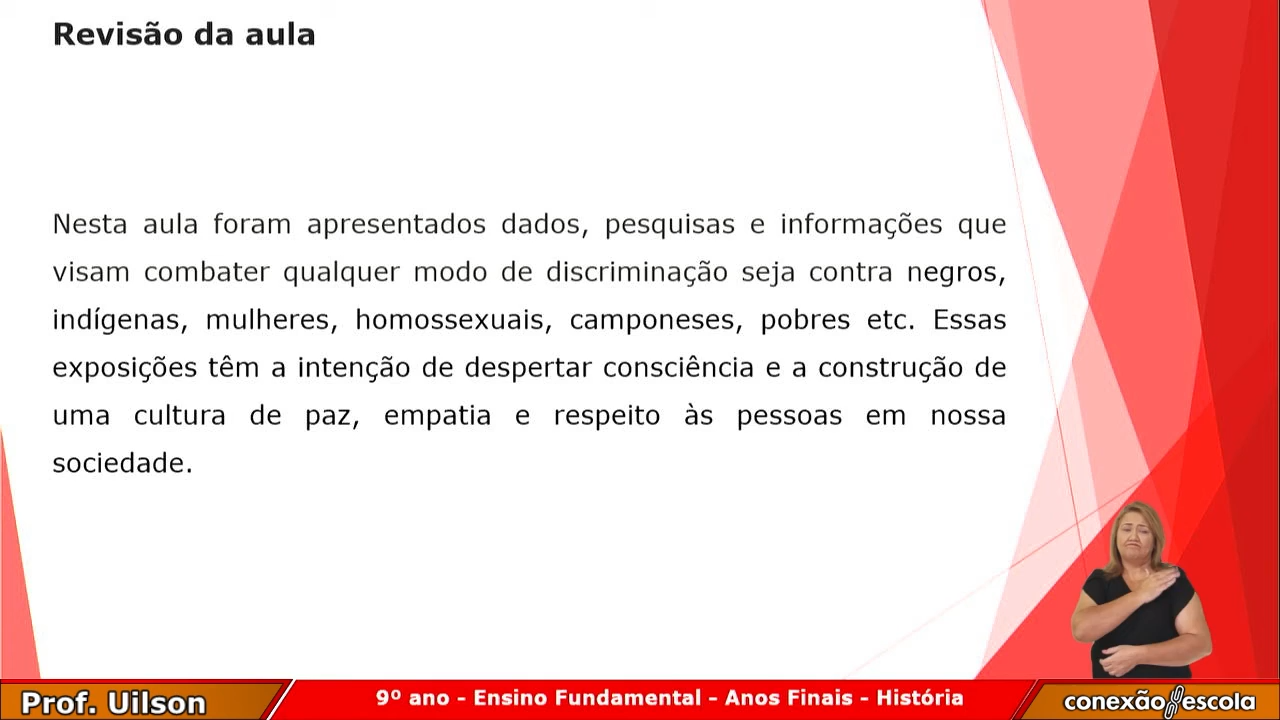 Revisão da aula
Nesta aula foram apresentados dados, pesquisas e informações que
visam combater qualquer modo de discriminação seja contra negros,
indígenas, mulheres, homossexuais, camponeses, pobres etc. Essas
exposições têm a intenção de despertar consciência e a construção de
uma cultura de paz, empatia e respeito às pessoas em nossa
sociedade.
Prof. Uilson
9º ano - Ensino Fundamental - Anos Finais - História
conexão escola